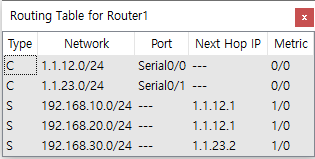 Routing Table for Router1
Type Network Port Next Hop IP Metric
C 1.1.12.0/24 Serial0/0 --- 0/0
C 1.1.23.0/24 Serial0/1 --- 0/0
S 192.168.10.0/24 --- 1.1.12.1 1/0
S 192.168.20.0/24 --- 1.1.12.1 1/0
S 192.168.30.0/24 --- 1.1.23.2 1/0